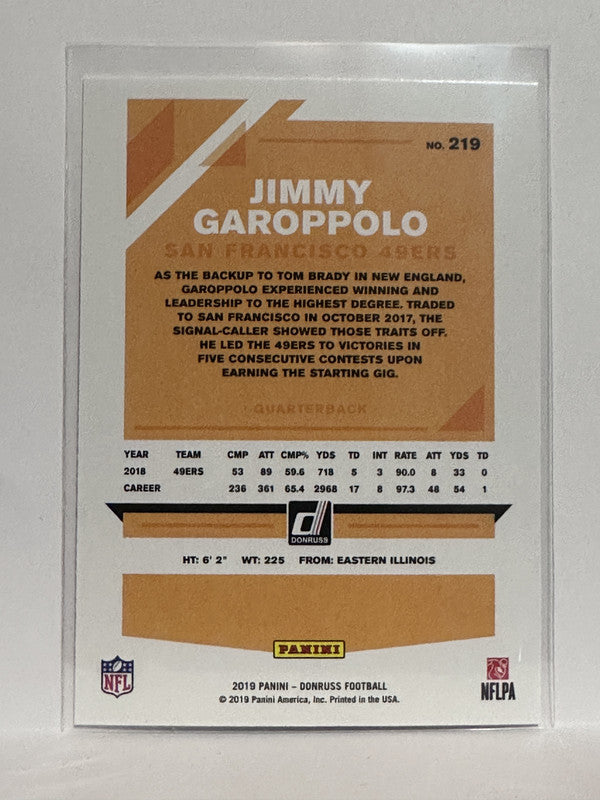 NO. 219
JIMMY
GAROPPOLO
SAN FRANCISCO 49ERS
AS THE BACKUP TO TOM BRADY IN NEW ENGLAND,
GAROPPOLO EXPERIENCED WINNING AND
LEADERSHIP TO THE HIGHEST DEGREE. TRADED
TO SAN FRANCISCO IN OCTOBER 2017, THE
SIGNAL-CALLER SHOWED THOSE TRAITS OFF.
HE LED THE 49ERS TO VICTORIES IN
FIVE CONSECUTIVE CONTESTS UPON
EARNING THE STARTING GIG.
QUARTERBACK
YEAR TEAM CMP ATT CMP% YDS TD INT RATE ATT YDS TD
2018 49ERS 53 89 59.6 718 5 3 90.0 8 33 0
CAREER 236 361 65.4 2968 17 8 97.3 48 54 1
d
DONRUSS
HT: 6' 2" WT: 225 FROM: EASTERN ILLINOIS
PANINI
NFL
2019 PANINI – DONRUSS FOOTBALL
© 2019 Panini America, Inc. Printed in the USA.
NFLPA